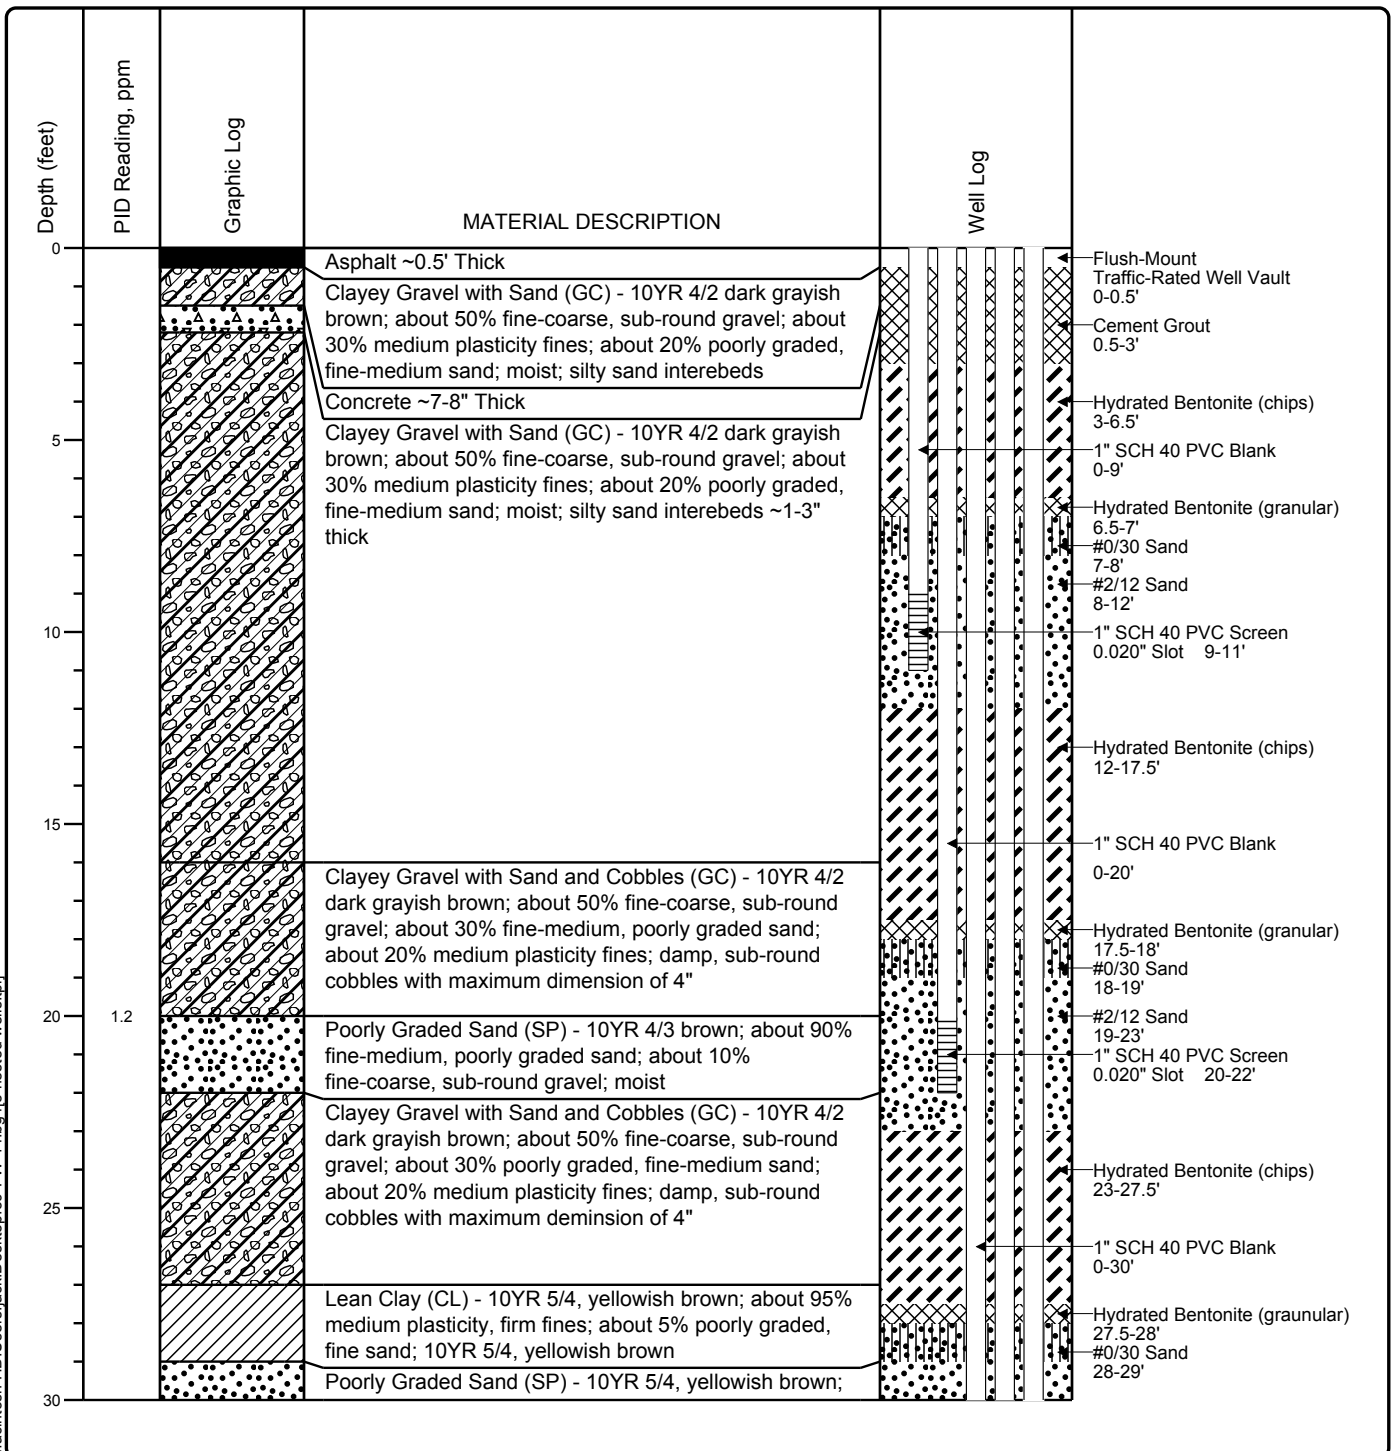 Depth (feet)
PID Reading, ppm
Graphic Log
MATERIAL DESCRIPTION
Well Log
0
5
10
15
20
25
30
1.2
Asphalt ~0.5' Thick
Clayey Gravel with Sand (GC) - 10YR 4/2 dark grayish
brown; about 50% fine-coarse, sub-round gravel; about
30% medium plasticity fines; about 20% poorly graded,
fine-medium sand; moist; silty sand interebeds
Concrete ~7-8" Thick
Clayey Gravel with Sand (GC) - 10YR 4/2 dark grayish
brown; about 50% fine-coarse, sub-round gravel; about
30% medium plasticity fines; about 20% poorly graded,
fine-medium sand; moist; silty sand interebeds ~1-3"
thick
Clayey Gravel with Sand and Cobbles (GC) - 10YR 4/2
dark grayish brown; about 50% fine-coarse, sub-round
gravel; about 30% fine-medium, poorly graded sand;
about 20% medium plasticity fines; damp, sub-round
cobbles with maximum dimension of 4"
Poorly Graded Sand (SP) - 10YR 4/3 brown; about 90%
fine-medium, poorly graded sand; about 10%
fine-coarse, sub-round gravel; moist
Clayey Gravel with Sand and Cobbles (GC) - 10YR 4/2
dark grayish brown; about 50% fine-coarse, sub-round
gravel; about 30% poorly graded, fine-medium sand;
about 20% medium plasticity fines; damp, sub-round
cobbles with maximum deminsion of 4"
Lean Clay (CL) - 10YR 5/4, yellowish brown; about 95%
medium plasticity, firm fines; about 5% poorly graded,
fine sand; 10YR 5/4, yellowish brown
Poorly Graded Sand (SP) - 10YR 5/4, yellowish brown;
Flush-Mount
Traffic-Rated Well Vault
0-0.5'
Cement Grout
0.5-3'
Hydrated Bentonite (chips)
3-6.5'
1" SCH 40 PVC Blank
0-9'
Hydrated Bentonite (granular)
6.5-7'
#0/30 Sand
7-8'
#2/12 Sand
8-12'
1" SCH 40 PVC Screen
0.020" Slot 9-11'
Hydrated Bentonite (chips)
12-17.5'
1" SCH 40 PVC Blank
0-20'
Hydrated Bentonite (granular)
17.5-18'
#0/30 Sand
18-19'
#2/12 Sand
19-23'
1" SCH 40 PVC Screen
0.020" Slot 20-22'
Hydrated Bentonite (chips)
23-27.5'
1" SCH 40 PVC Blank
0-30'
Hydrated Bentonite (graunular)
27.5-28'
#0/30 Sand
28-29'